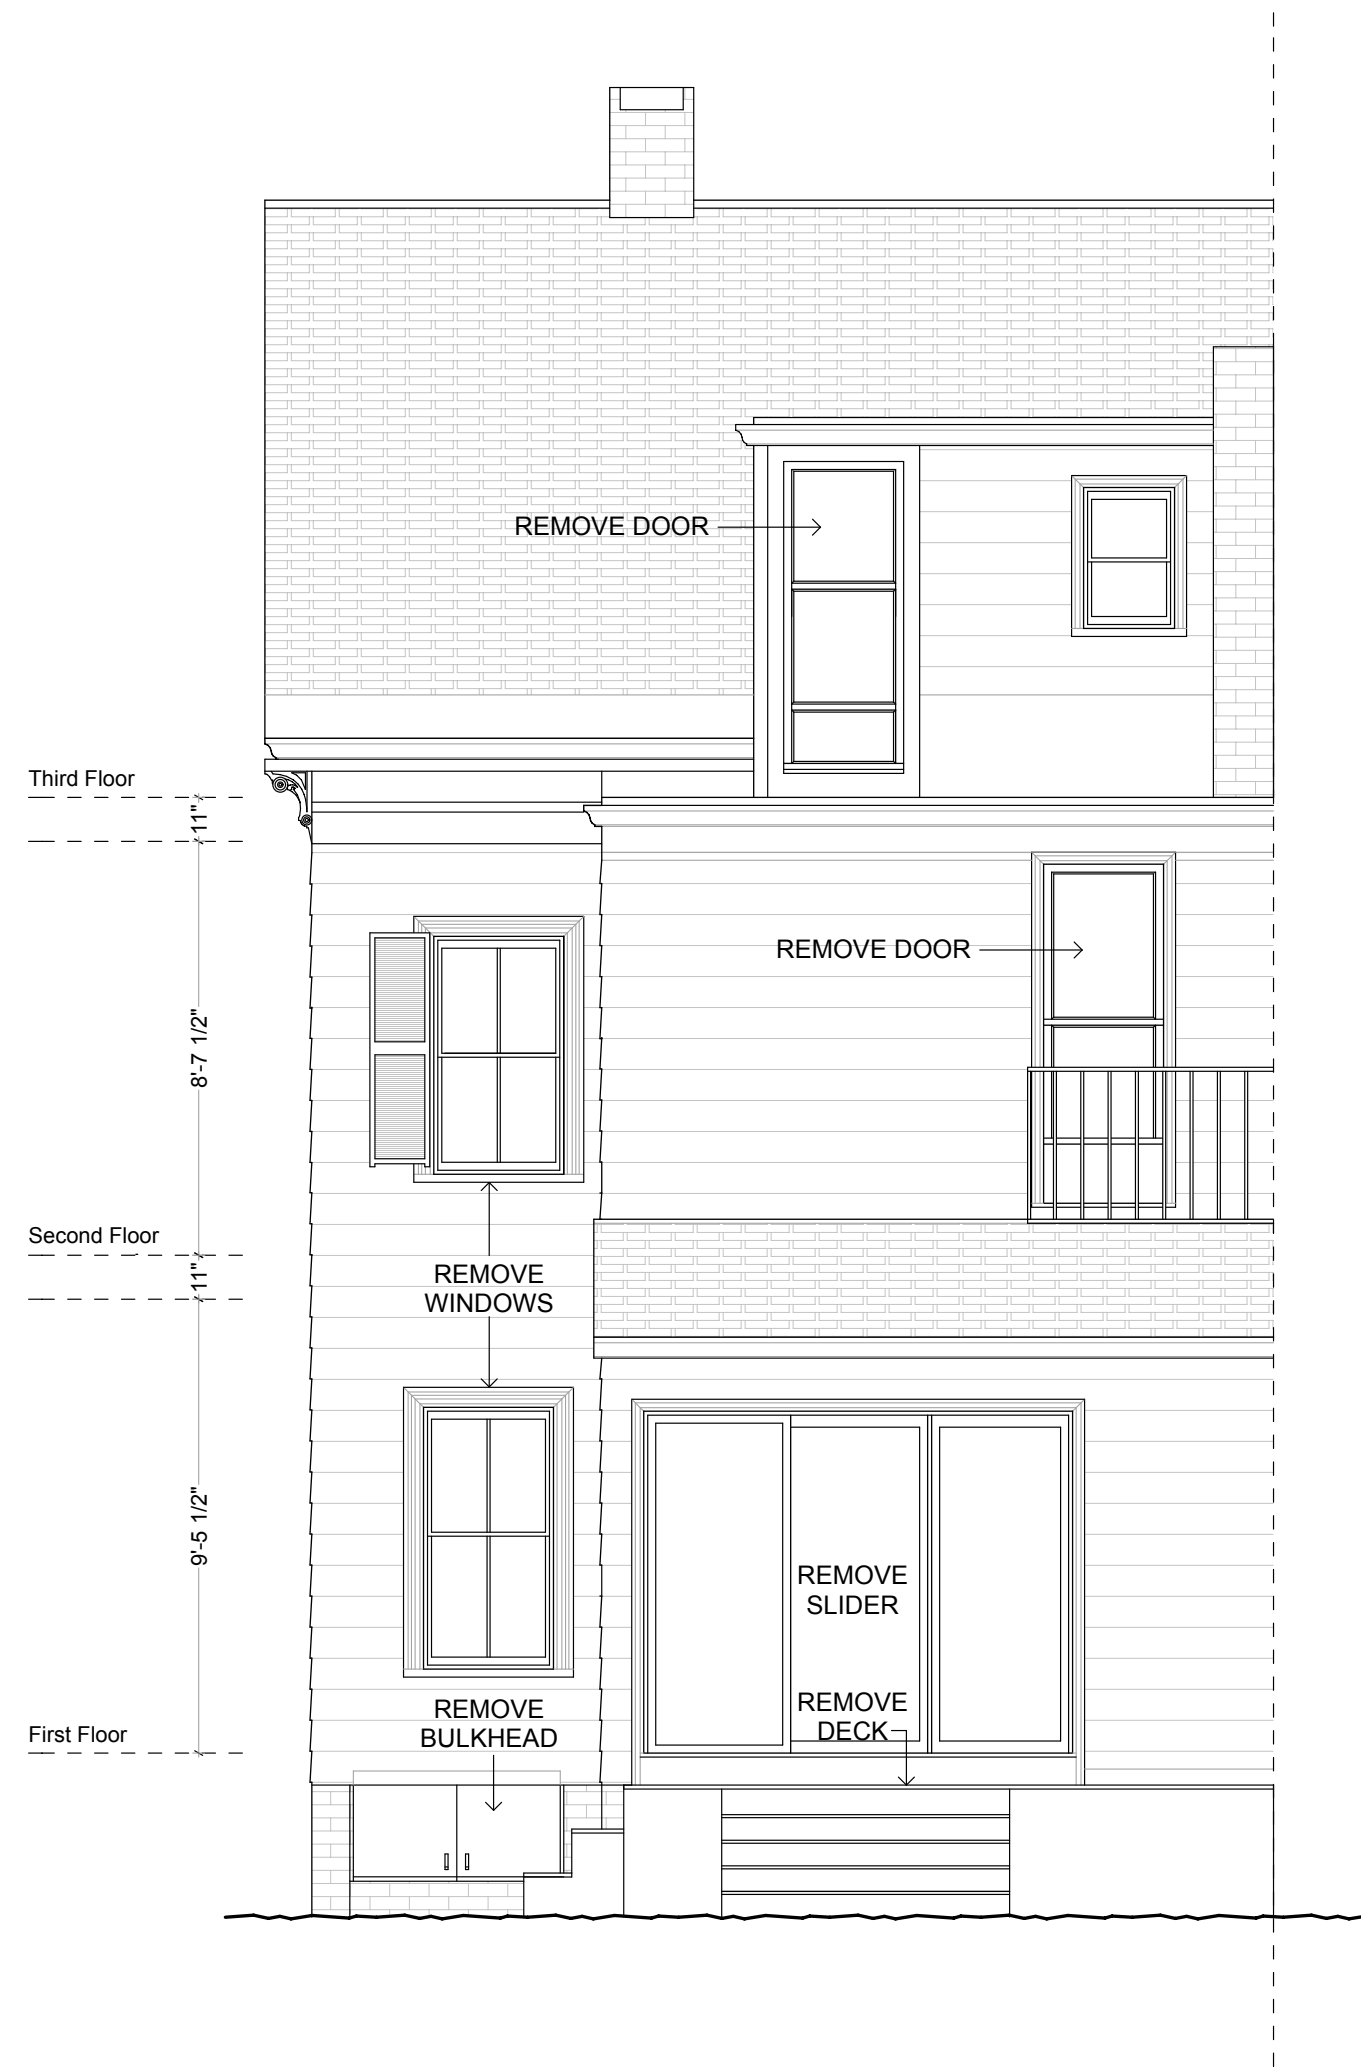 REMOVE DOOR
Third Floor
11"
REMOVE DOOR
8'-7 1/2"
Second Floor
11"
REMOVE
WINDOWS
9'-5 1/2"
REMOVE
SLIDER
REMOVE
DECK
REMOVE
BULKHEAD
First Floor